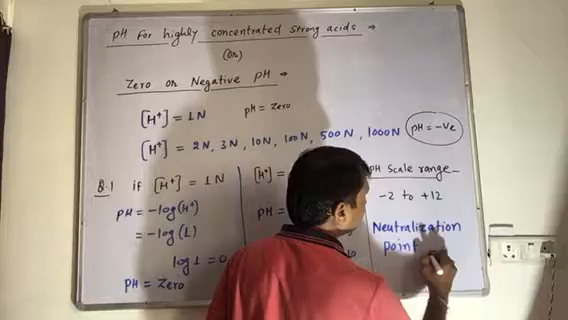 pH for highly concentrated strong acids ⇒
(or)
Zero or Negative pH ⇒
[H⁺] = 1N pH = zero
[H⁺] = 2N, 3N, 10N, 100N, 500N, 1000N pH = -ve
Q.1 if [H⁺] = 1N
pH = -log(H⁺)
= -log(1)
log 1 = 0
pH = Zero
[H⁺] =
pH =
pH Scale range
-2 to +12
Neutralization
point